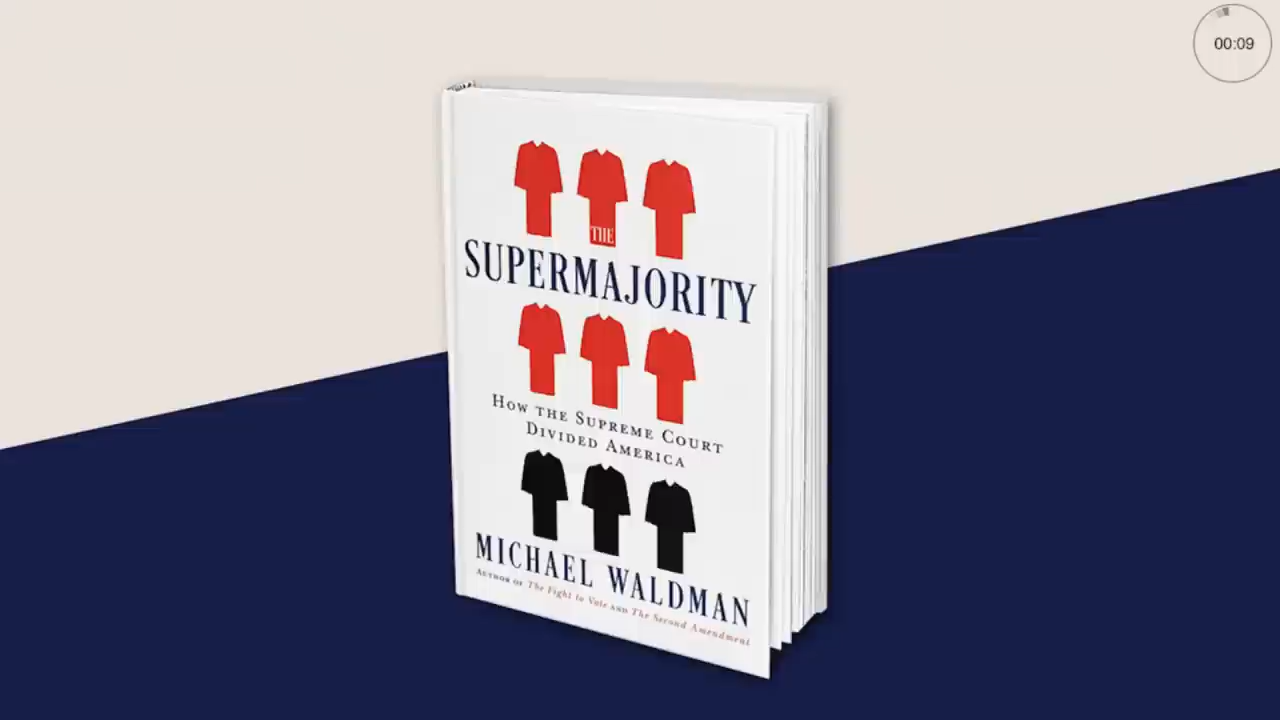 00:09
THE
SUPERMAJORITY
HOW THE SUPREME COURT
DIVIDED AMERICA
MICHAEL WALDMAN
AUTHOR OF The Fight to Vote AND The Second Amendment